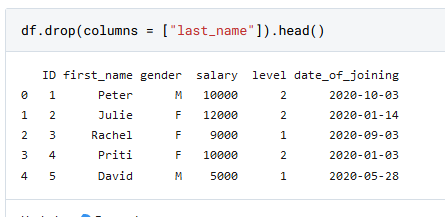 df.drop(columns = ["last_name"]).head()
ID first_name gender salary level date_of_joining
0 1 Peter M 10000 2 2020-10-03
1 2 Julie F 12000 2 2020-01-14
2 3 Rachel F 9000 1 2020-09-03
3 4 Priti F 10000 2 2020-01-03
4 5 David M 5000 1 2020-05-28